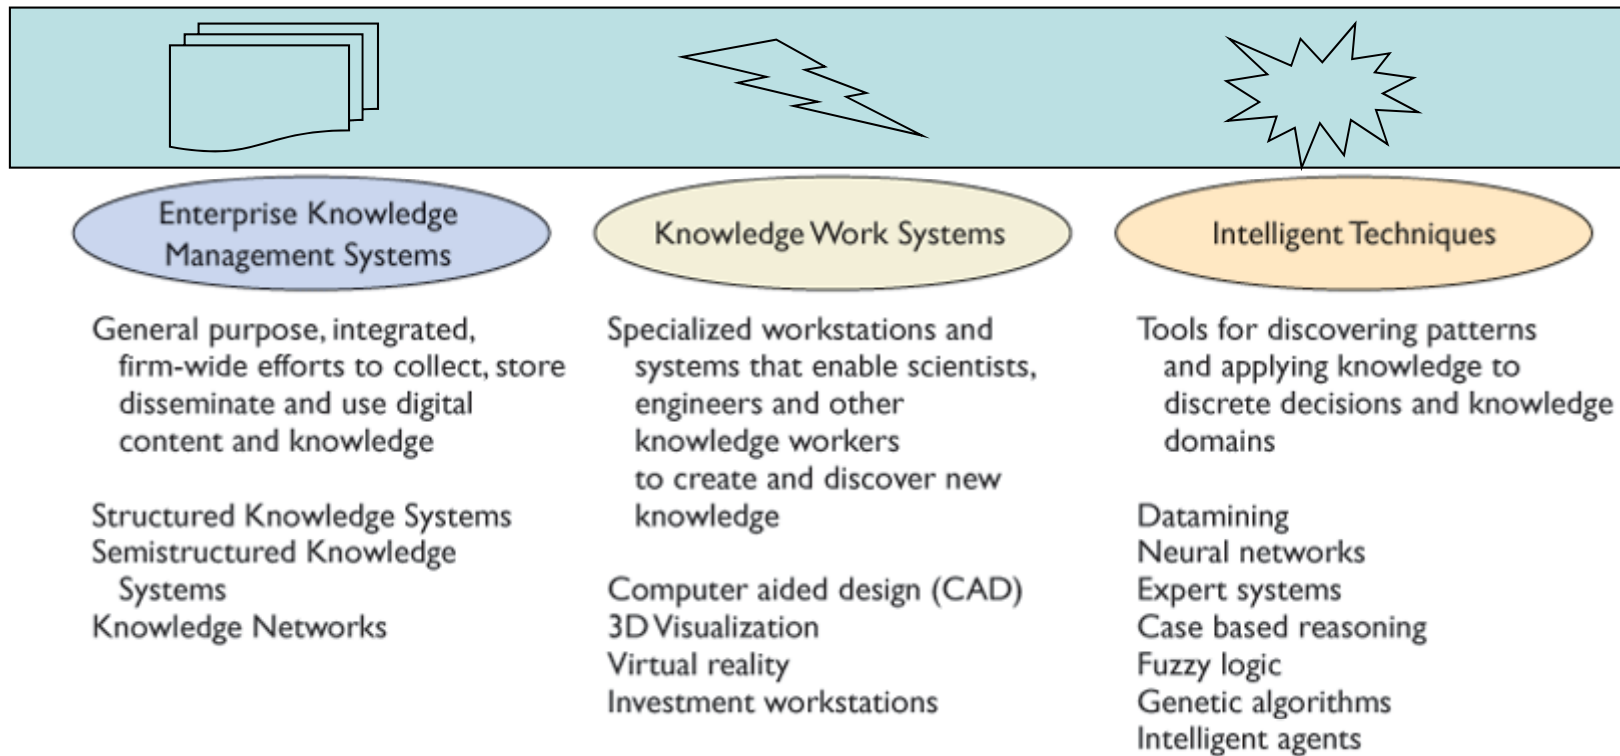 Enterprise Knowledge
Management Systems
General purpose, integrated,
firm-wide efforts to collect, store
disseminate and use digital
content and knowledge
Structured Knowledge Systems
Semistructured Knowledge
Systems
Knowledge Networks
Knowledge Work Systems
Specialized workstations and
systems that enable scientists,
engineers and other
knowledge workers
to create and discover new
knowledge
Computer aided design (CAD)
3D Visualization
Virtual reality
Investment workstations
Intelligent Techniques
Tools for discovering patterns
and applying knowledge to
discrete decisions and knowledge
domains
Datamining
Neural networks
Expert systems
Case based reasoning
Fuzzy logic
Genetic algorithms
Intelligent agents